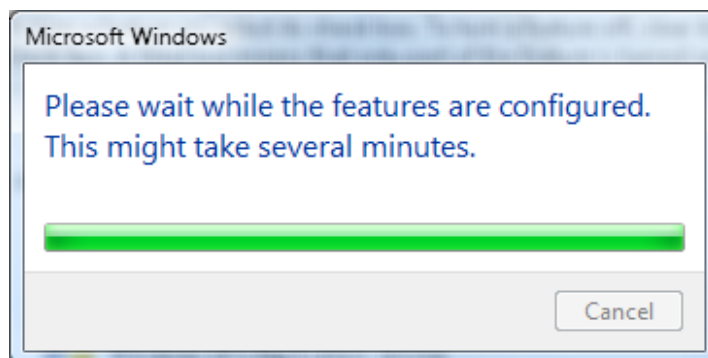 Microsoft Windows
Please wait while the features are configured.
This might take several minutes.
Cancel